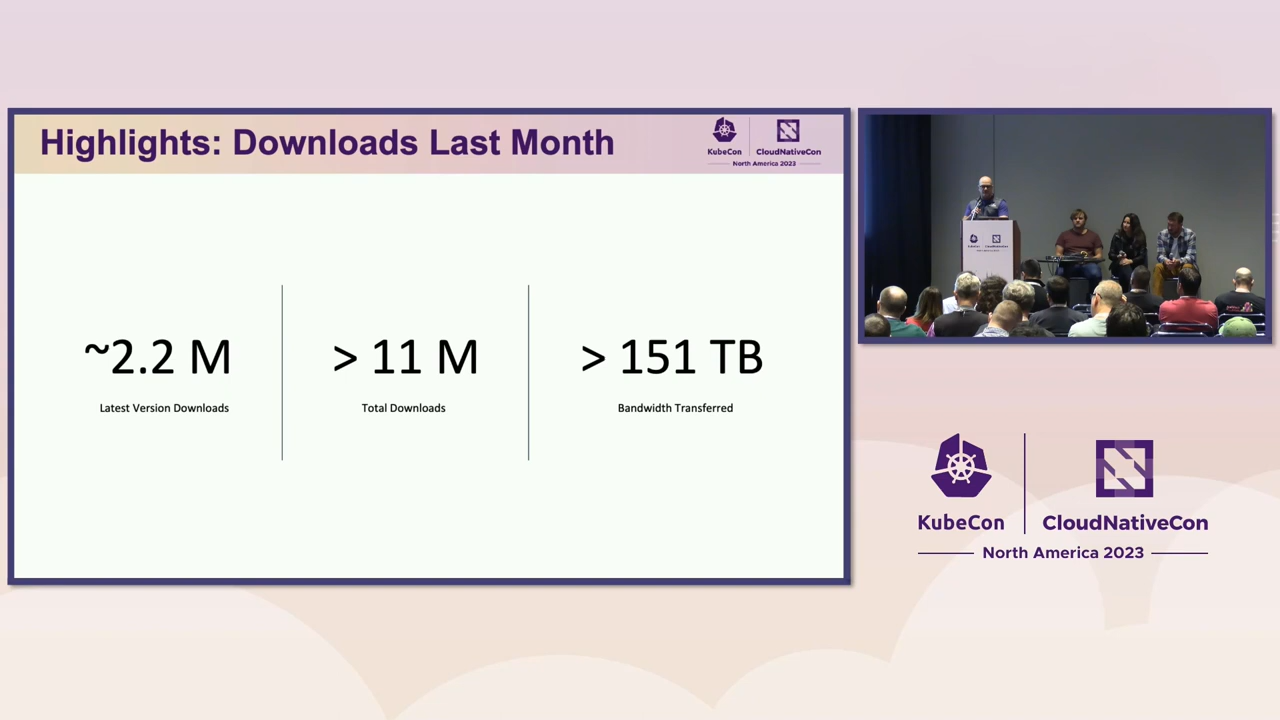 Highlights: Downloads Last Month
KubeCon
CloudNativeCon
North America 2023
~2.2 M
Latest Version Downloads
> 11 M
Total Downloads
> 151 TB
Bandwidth Transferred
KubeCon
CloudNativeCon
North America 2023